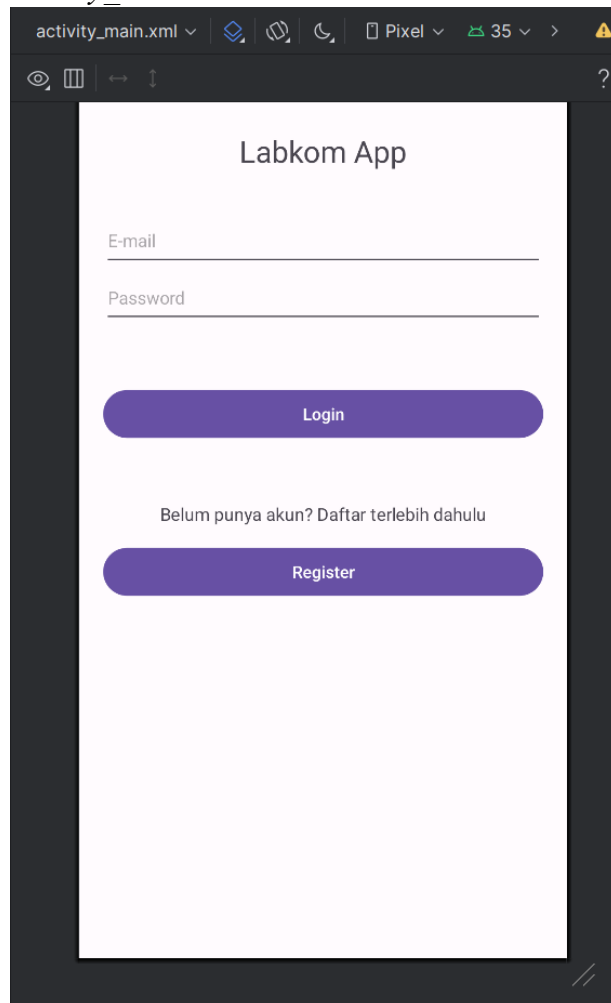 activity_main.xml Pixel 35
?
Labkom App
E-mail
Password
Login
Belum punya akun? Daftar terlebih dahulu
Register